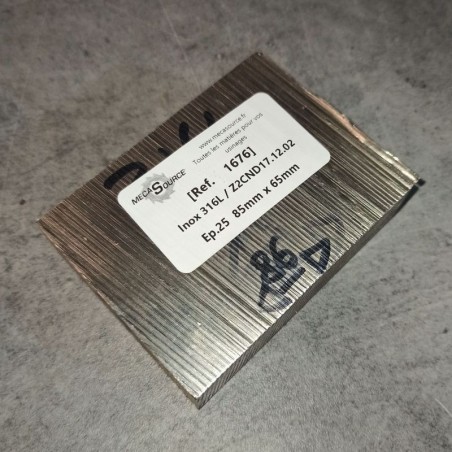 MECASOURCE
www.mecasource.fr
Toutes les matières pour vos
usinages
[Ref. 1676]
Inox 316L / Z2CND17.12.02
Ep.25 85mm x 65mm
86